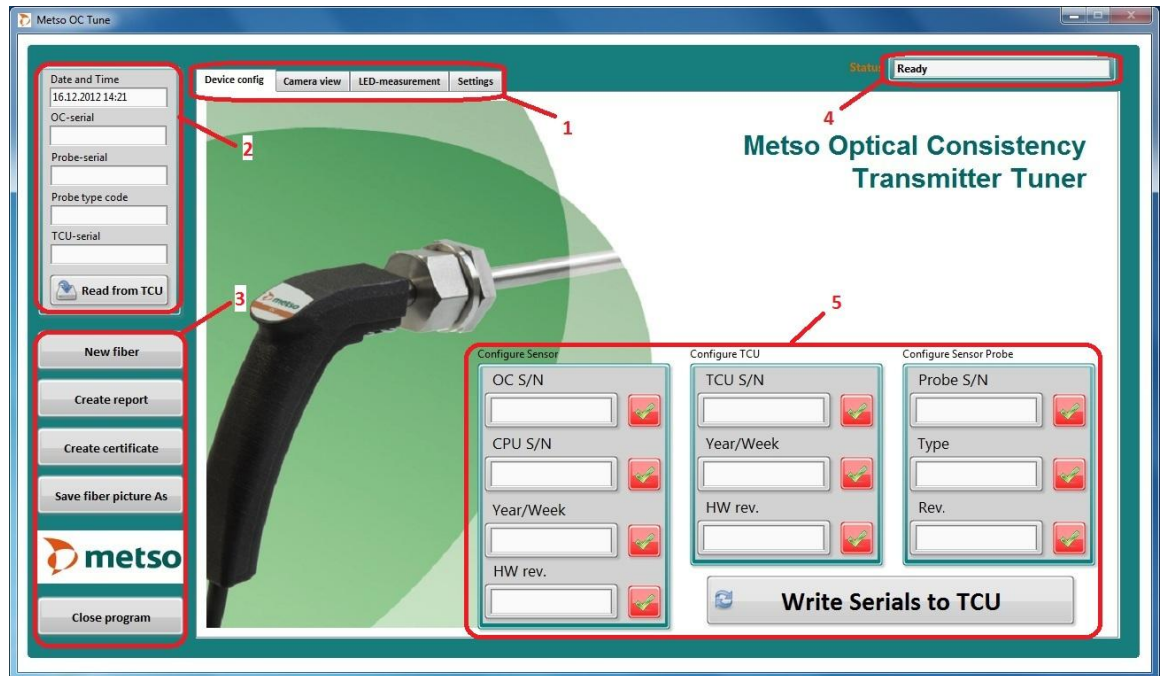 Metso OC Tune
Date and Time
16.12.2012 14:21
OC-serial
Probe-serial
Probe type code
TCU-serial
Read from TCU
2
Device config
Camera view
LED-measurement
Settings
1
Status
Ready
4
Metso Optical Consistency
Transmitter Tuner
metso
3
New fiber
Create report
Create certificate
Save fiber picture As
metso
Close program
5
Configure Sensor
OC S/N
CPU S/N
Year/Week
HW rev.
Configure TCU
TCU S/N
Year/Week
HW rev.
Configure Sensor Probe
Probe S/N
Type
Rev.
Write Serials to TCU